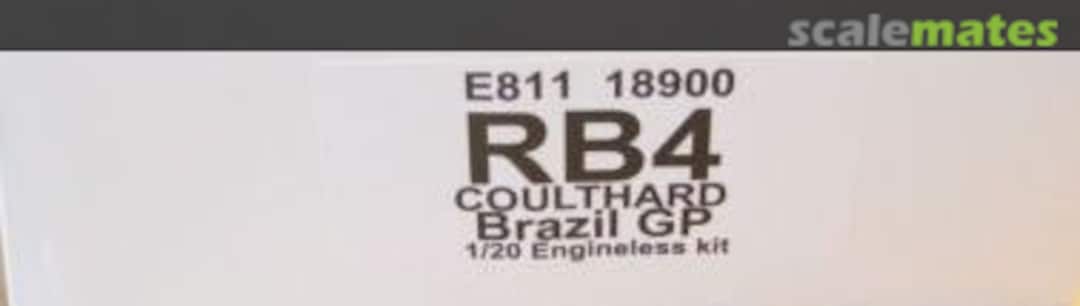 scalemates
E811 18900
RB4
COULTHARD
Brazil GP
1/20 Engineless kit